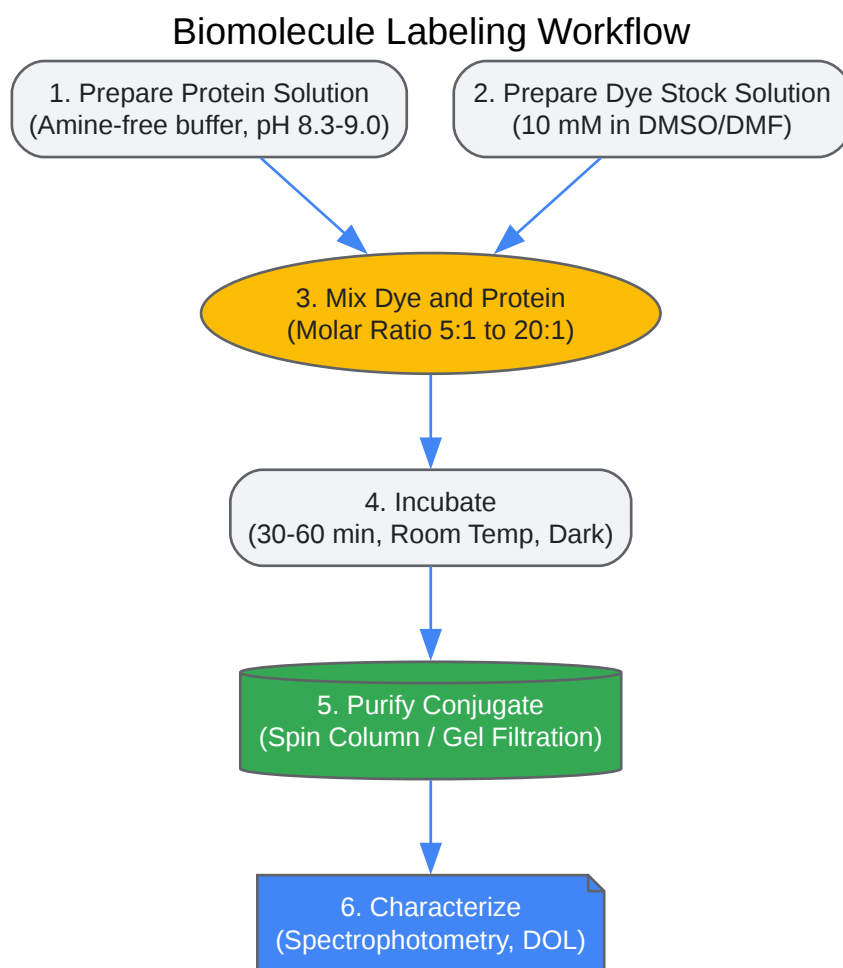 Biomolecule Labeling Workflow
1. Prepare Protein Solution
(Amine-free buffer, pH 8.3-9.0)
2. Prepare Dye Stock Solution
(10 mM in DMSO/DMF)
3. Mix Dye and Protein
(Molar Ratio 5:1 to 20:1)
4. Incubate
(30-60 min, Room Temp, Dark)
5. Purify Conjugate
(Spin Column / Gel Filtration)
6. Characterize
(Spectrophotometry, DOL)